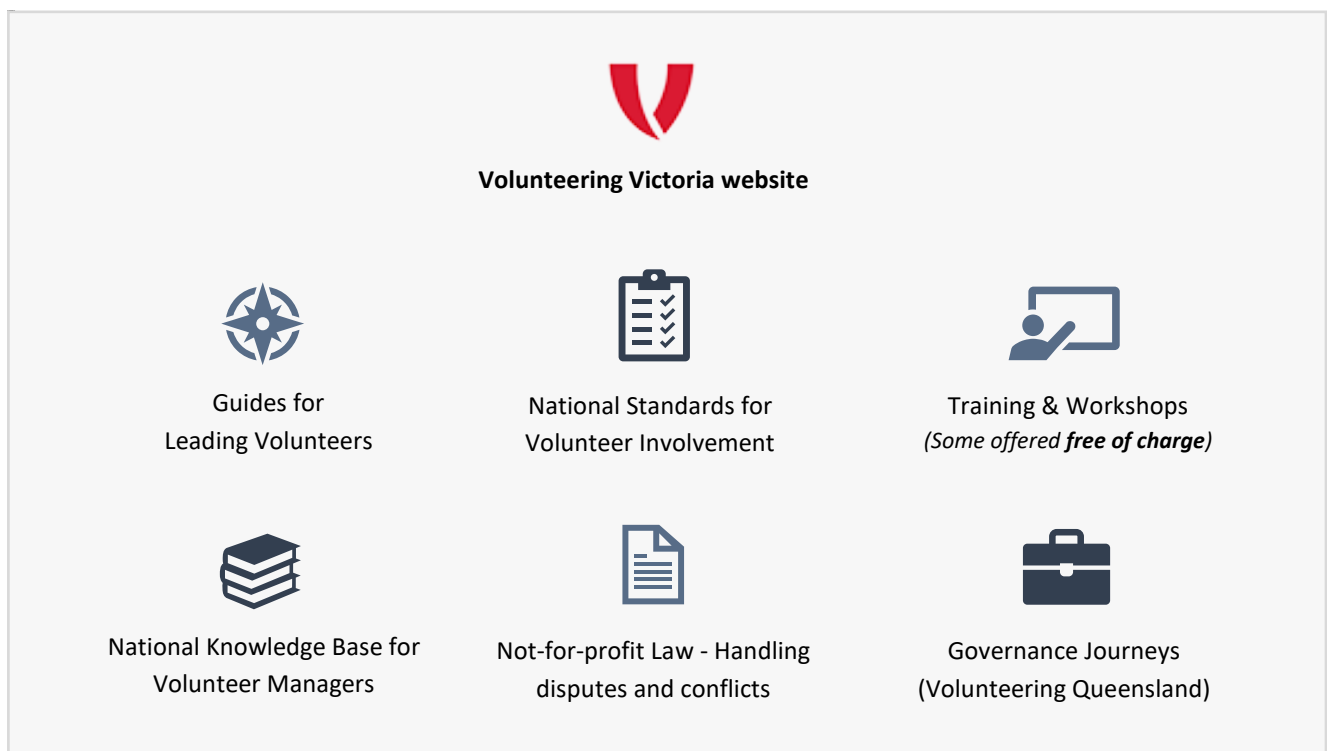 Volunteering Victoria website
Guides for
Leading Volunteers
National Standards for
Volunteer Involvement
Training & Workshops
(Some offered free of charge)
National Knowledge Base for
Volunteer Managers
Not-for-profit Law - Handling
disputes and conflicts
Governance Journeys
(Volunteering Queensland)